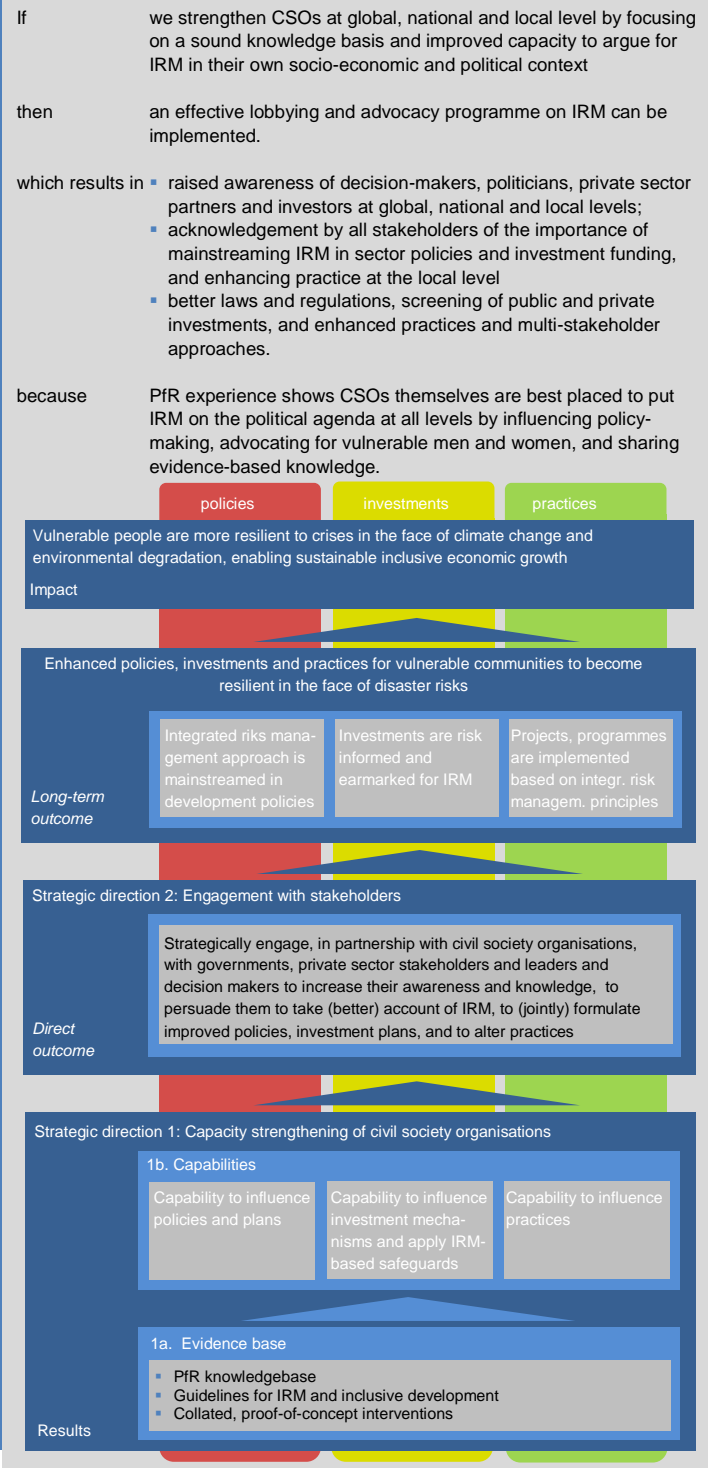 If we strengthen CSOs at global, national and local level by focusing
on a sound knowledge basis and improved capacity to argue for
IRM in their own socio-economic and political context
then an effective lobbying and advocacy programme on IRM can be
implemented.
which results in ▪ raised awareness of decision-makers, politicians, private sector
partners and investors at global, national and local levels;
▪ acknowledgement by all stakeholders of the importance of
mainstreaming IRM in sector policies and investment funding,
and enhancing practice at the local level
▪ better laws and regulations, screening of public and private
investments, and enhanced practices and multi-stakeholder
approaches.
because PfR experience shows CSOs themselves are best placed to put
IRM on the political agenda at all levels by influencing policy-
making, advocating for vulnerable men and women, and sharing
evidence-based knowledge.
policies investments practices
Vulnerable people are more resilient to crises in the face of climate change and
environmental degradation, enabling sustainable inclusive economic growth
Impact
Enhanced policies, investments and practices for vulnerable communities to become
resilient in the face of disaster risks
Integrated riks mana-
gement approach is
mainstreamed in
development policies
Investments are risk
informed and
earmarked for IRM
Projects, programmes
are implemented
based on integr. risk
managem. principles
Long-term
outcome
Strategic direction 2: Engagement with stakeholders
Strategically engage, in partnership with civil society organisations,
with governments, private sector stakeholders and leaders and
decision makers to increase their awareness and knowledge, to
persuade them to take (better) account of IRM, to (jointly) formulate
improved policies, investment plans, and to alter practices
Direct
outcome
Strategic direction 1: Capacity strengthening of civil society organisations
1b. Capabilities
Capability to influence
policies and plans
Capability to influence
investment mecha-
nisms and apply IRM-
based safeguards
Capability to influence
practices
1a. Evidence base
▪ PfR knowledgebase
▪ Guidelines for IRM and inclusive development
▪ Collated, proof-of-concept interventions
Results